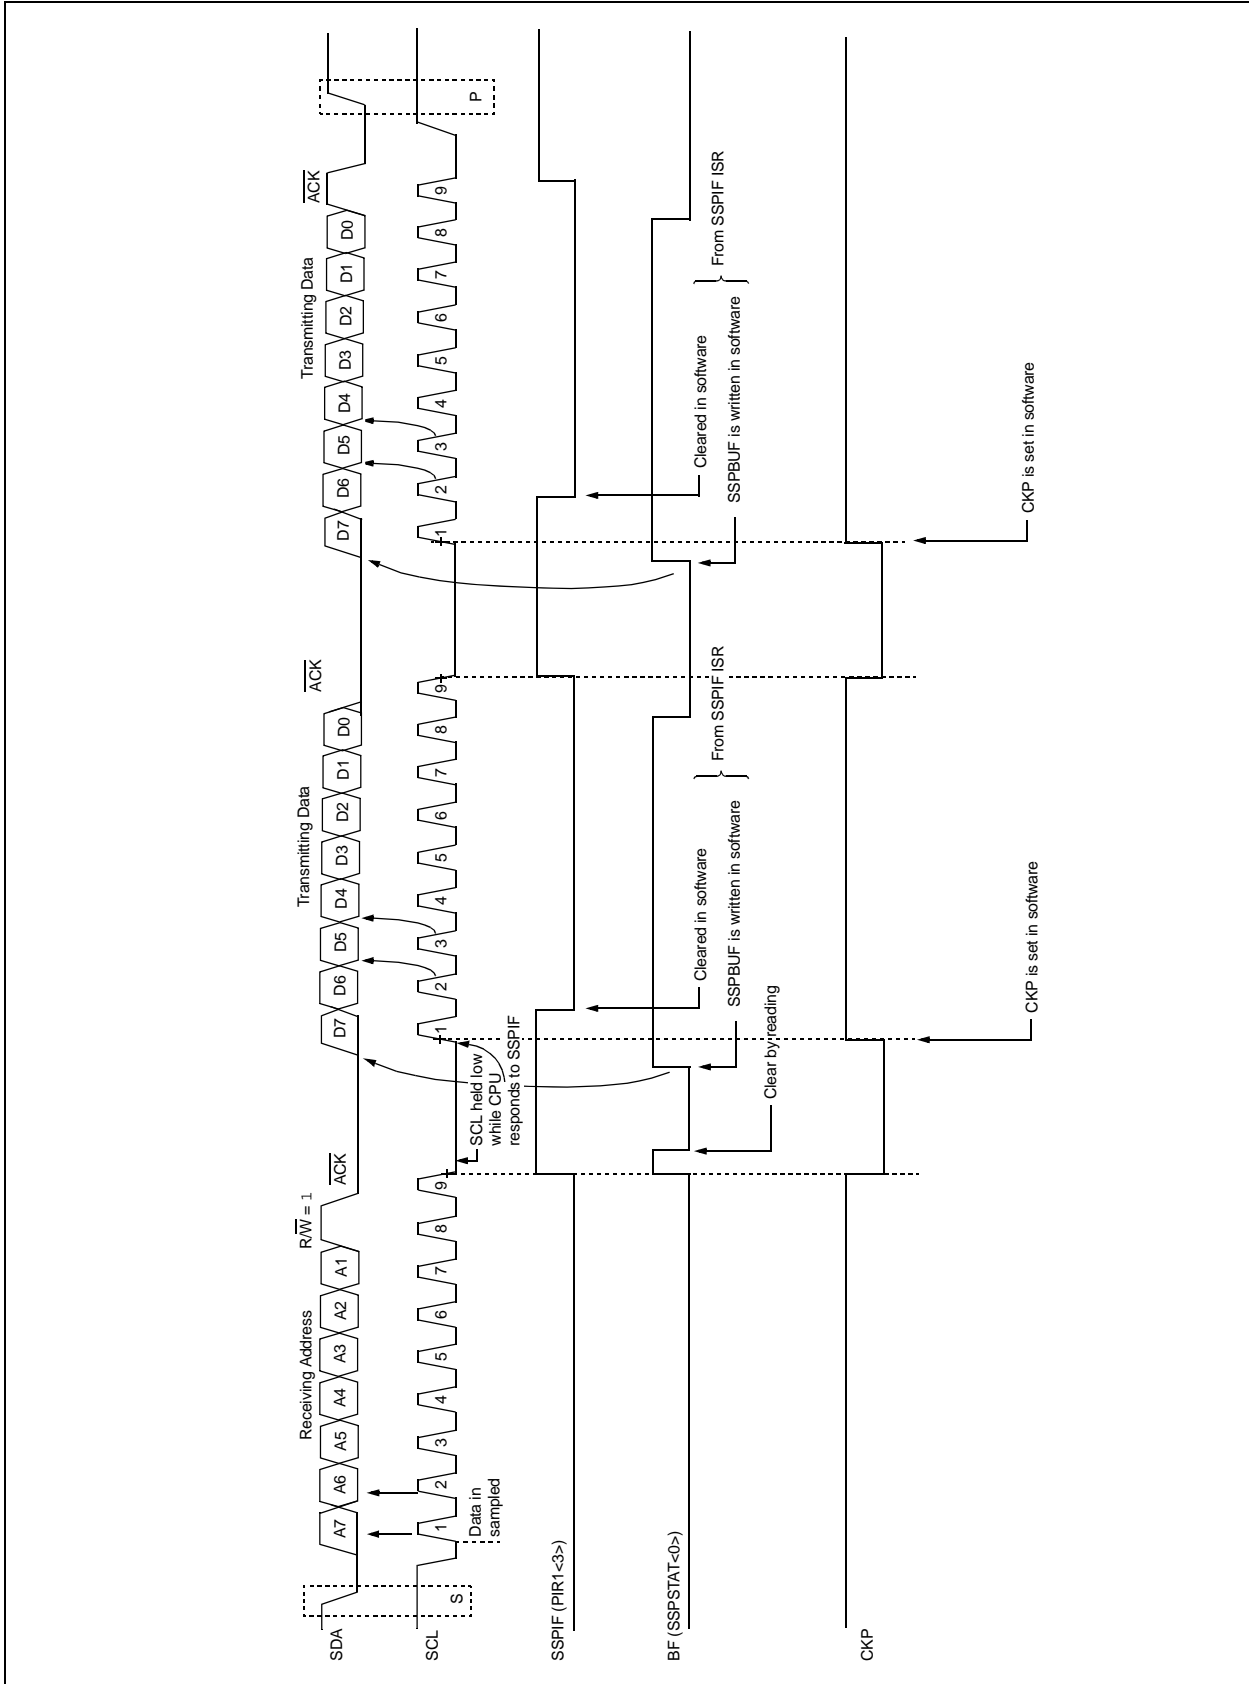 Receiving Address
R/W = 1
ACK
Transmitting Data
ACK
Transmitting Data
ACK
SDA
A7
A6
A5
A4
A3
A2
A1
D7
D6
D5
D4
D3
D2
D1
D0
D7
D6
D5
D4
D3
D2
D1
D0
SCL
S
1
2
3
4
5
6
7
8
9
1
2
3
4
5
6
7
8
9
1
2
3
4
5
6
7
8
9
P
Data in
sampled
SCL held low
while CPU
responds to SSPIF
SSPIF (PIR1<3>)
BF (SSPSTAT<0>)
Cleared in software
SSPBUF is written in software
From SSPIF ISR
Clear by reading
Cleared in software
SSPBUF is written in software
From SSPIF ISR
CKP
CKP is set in software
CKP is set in software